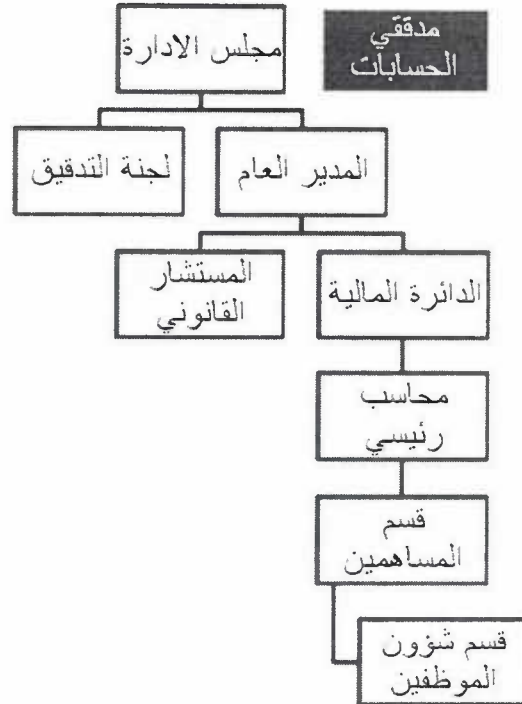 مدققي
الحسابات
مجلس الادارة
المدير العام
لجنة التدقيق
الدائرة المالية
المستشار
القانوني
محاسب
رئيسي
قسم
المساهمين
قسم شؤون
الموظفين